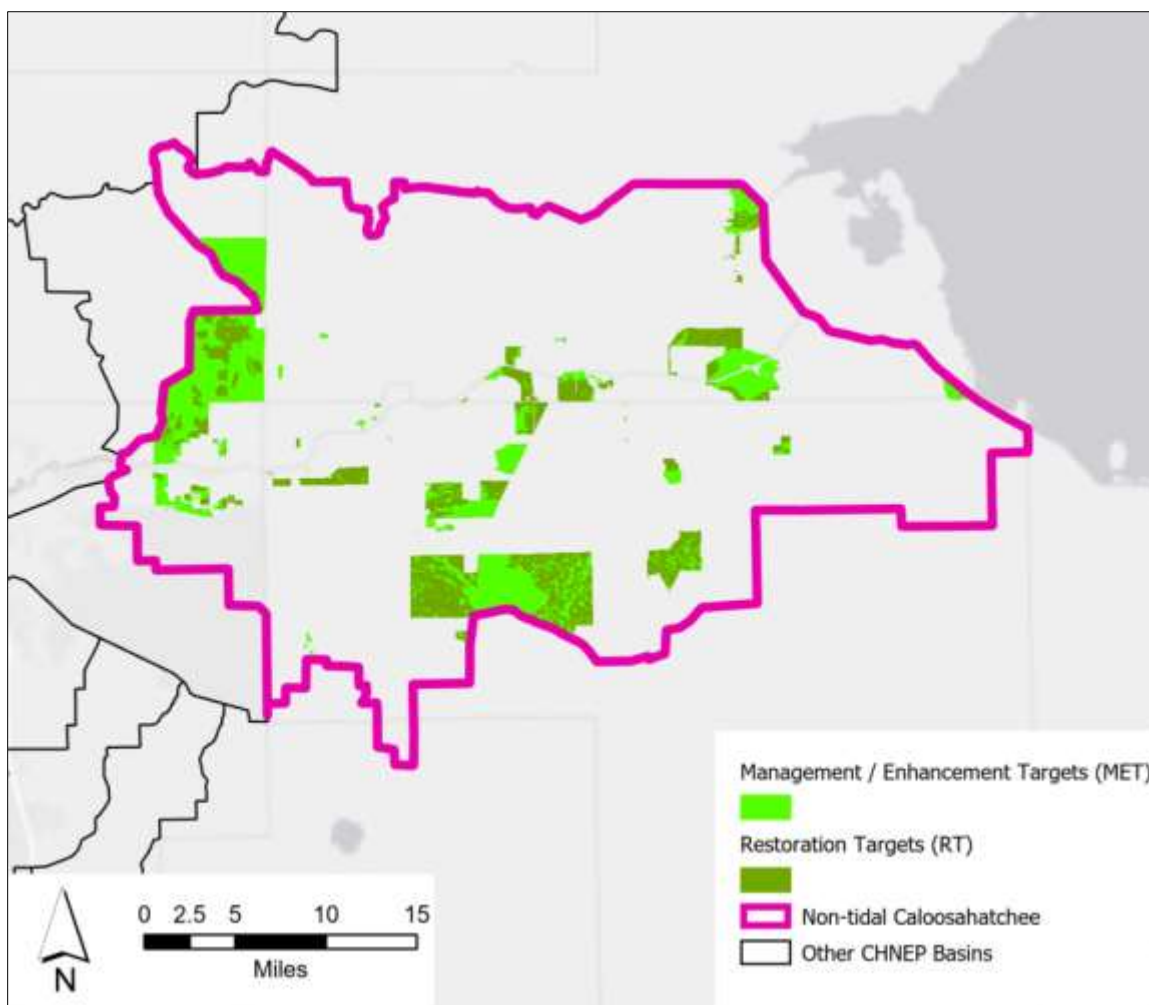 Management / Enhancement Targets (MET)
Restoration Targets (RT)
Non-tidal Caloosahatchee
Other CHNEP Basins
0 2.5 5 10 15
Miles
N